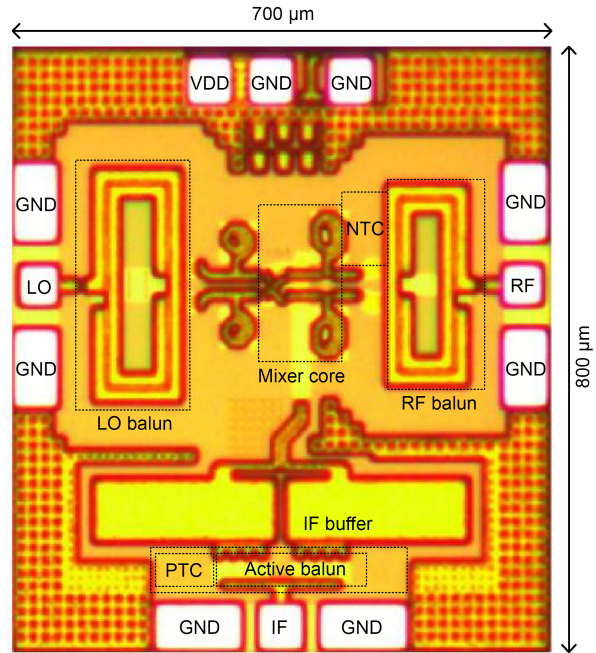 700 µm
VDD
GND
GND
GND
GND
NTC
LO
RF
GND
GND
Mixer core
RF balun
LO balun
800 µm
IF buffer
PTC
Active balun
GND
IF
GND